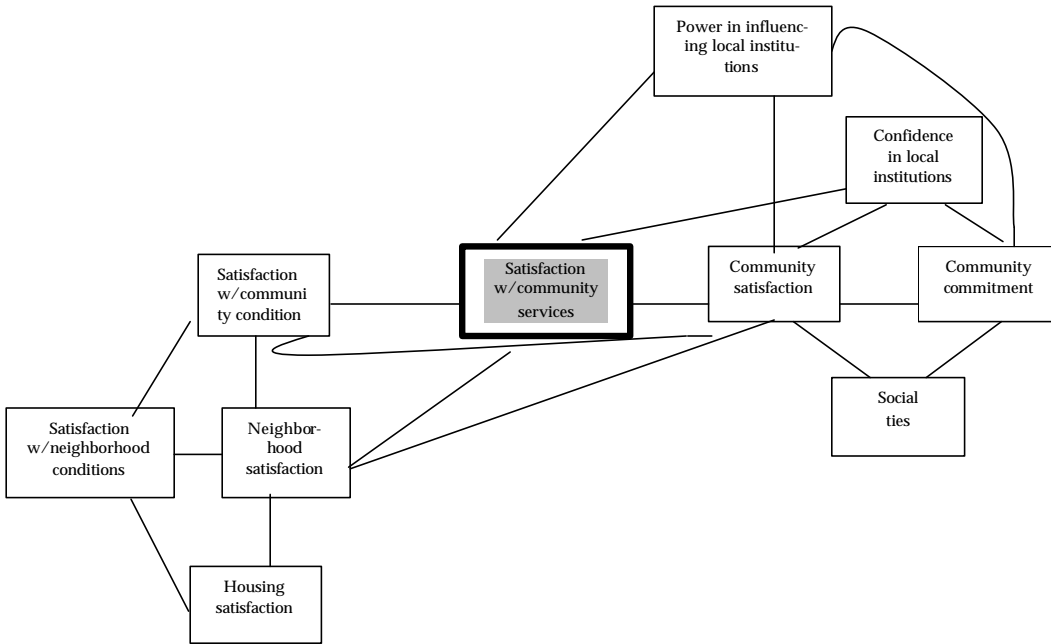 Power in influenc-
ing local institu-
tions
Confidence
in local
institutions
Satisfaction
w/communi
ty condition
Satisfaction
w/community
services
Community
satisfaction
Community
commitment
Satisfaction
w/neighborhood
conditions
Neighbor-
hood
satisfaction
Social
ties
Housing
satisfaction